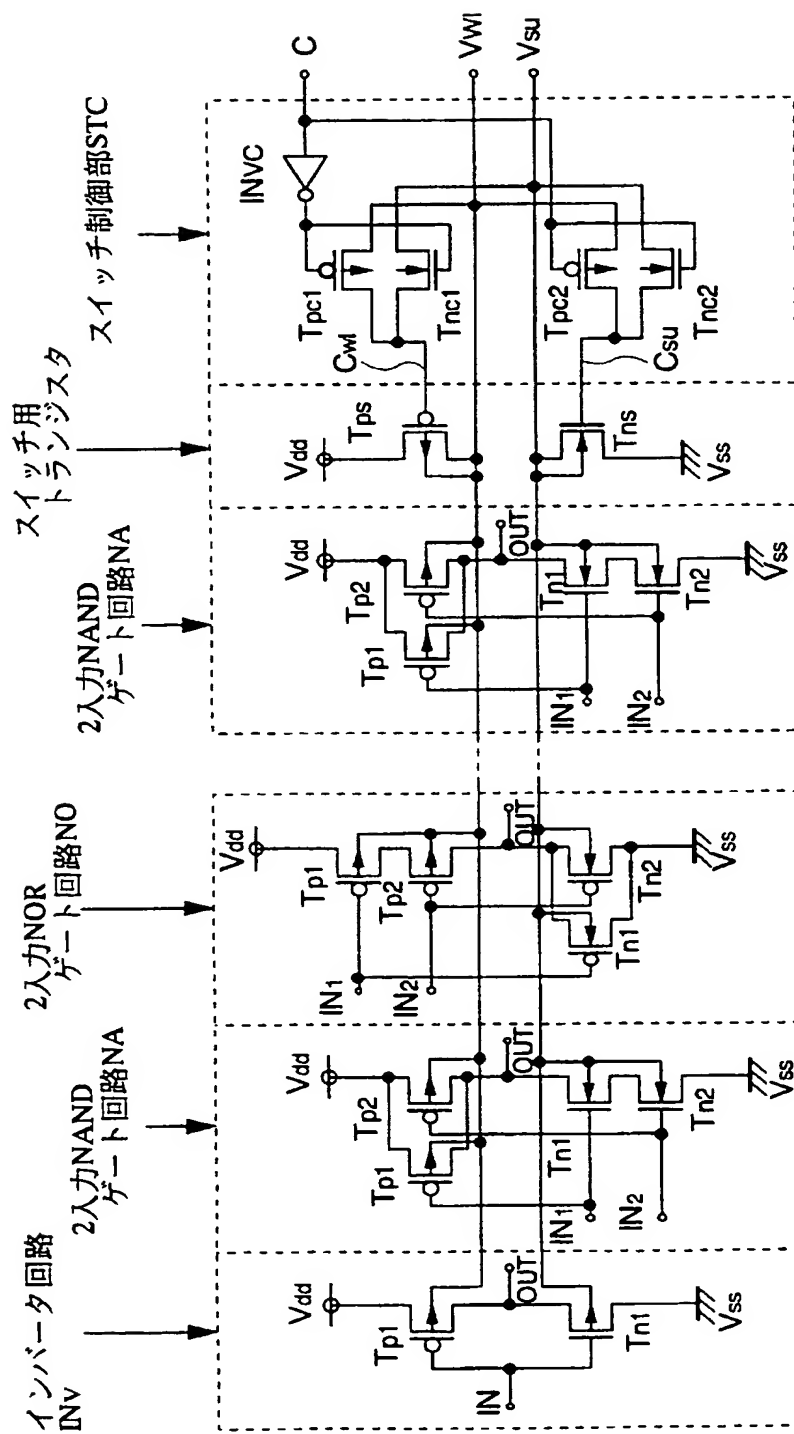 インバータ回路
INv
2入力NAND
ゲート回路NA
2入力NOR
ゲート回路NO
2入力NAND
ゲート回路NA
スイッチ用
トランジスタ
スイッチ制御部STC
Vdd
Tp1
IN
OUT
Tn1
Vss
Vdd
Tp2
Tp1
OUT
Tn1
IN1
IN2
Tn2
Vss
Vdd
Tp1
Tp2
IN1
IN2
OUT
Tn1
Tn2
Vss
Vdd
Tp2
Tp1
OUT
Tn1
IN1
IN2
Tn2
Vss
Vdd
Tps
Tns
Vss
Cwl
Csu
INVC
Tpc1
Tnc1
Tpc2
Tnc2
C
Vwl
Vsu